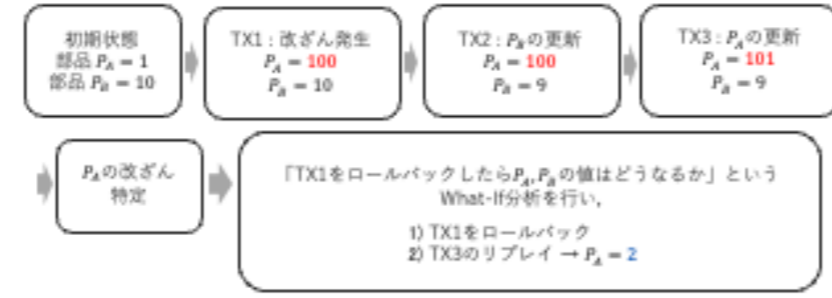 初期状態
部品 P_A = 1
部品 P_B = 10
TX1 : 改ざん発生
P_A = 100
P_B = 10
TX2 : P_Bの更新
P_A = 100
P_B = 9
TX3 : P_Aの更新
P_A = 101
P_B = 9
P_Aの改ざん
特定
「TX1をロールバックしたらP_A, P_Bの値はどうなるか」という
What-If分析を行い,
1) TX1をロールバック
2) TX3のリプレイ → P_A = 2